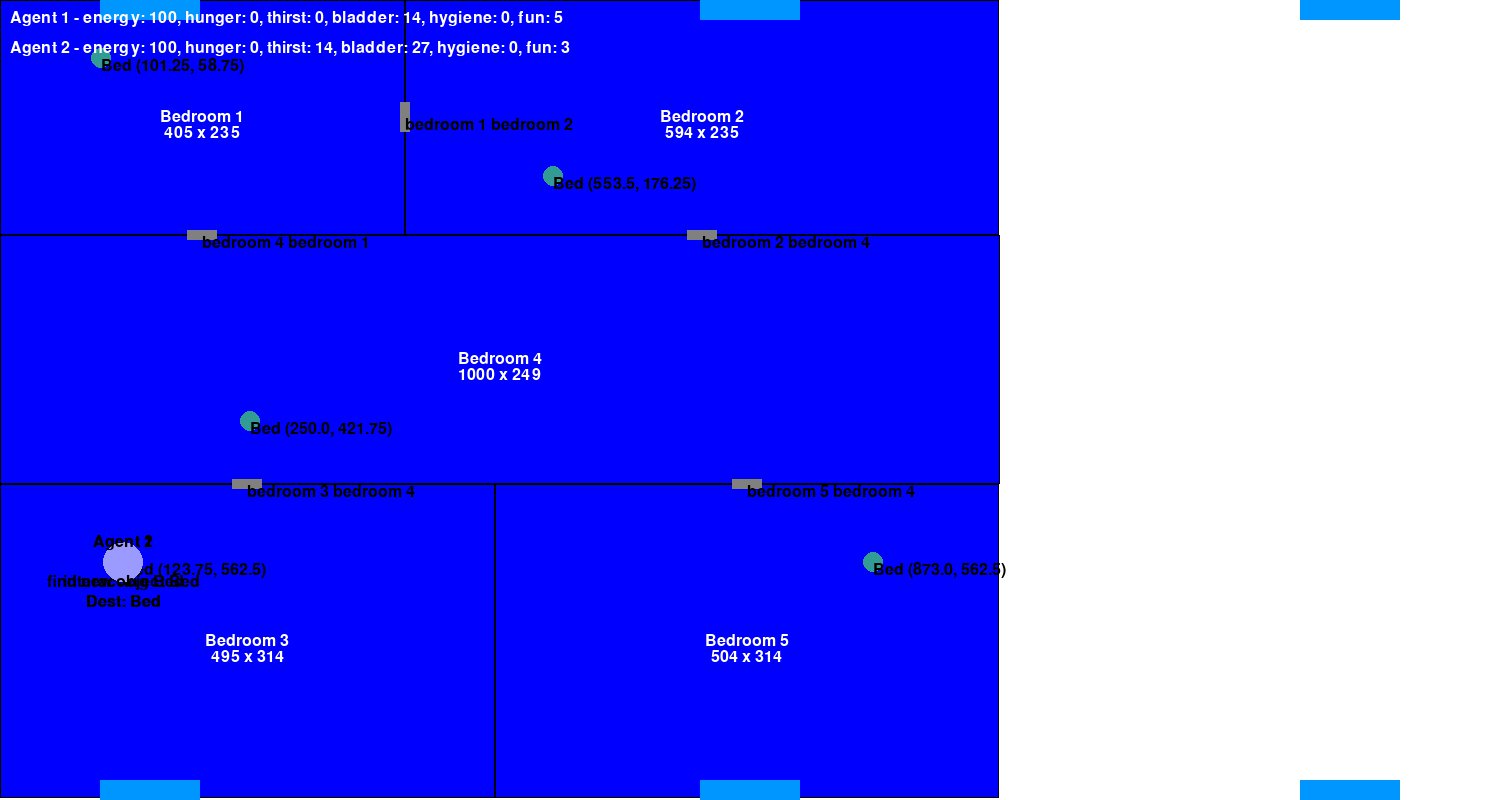 Agent 1 - energy: 100, hunger: 0, thirst: 0, bladder: 14, hygiene: 0, fun: 5
Agent 2 - energy: 100, hunger: 0, thirst: 14, bladder: 27, hygiene: 0, fun: 3
Bed (101.25, 58.75)
Bedroom 1
405 x 235
bedroom 1 bedroom 2
Bedroom 2
594 x 235
Bed (553.5, 176.25)
bedroom 4 bedroom 1
bedroom 2 bedroom 4
Bedroom 4
1000 x 249
Bed (250.0, 421.75)
bedroom 3 bedroom 4
bedroom 5 bedroom 4
Agent
(123.75, 562.5)
Dest: Bed
Bed (873.0, 562.5)
Bedroom 3
495 x 314
Bedroom 5
504 x 314